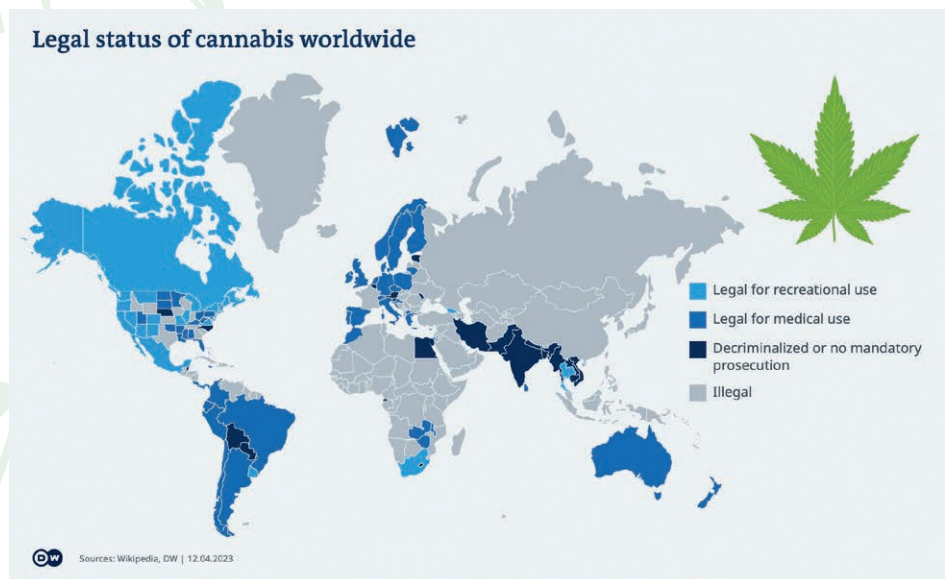 Legal status of cannabis worldwide
Legal for recreational use
Legal for medical use
Decriminalized or no mandatory
prosecution
Illegal
DW Sources: Wikipedia, DW | 12.04.2023